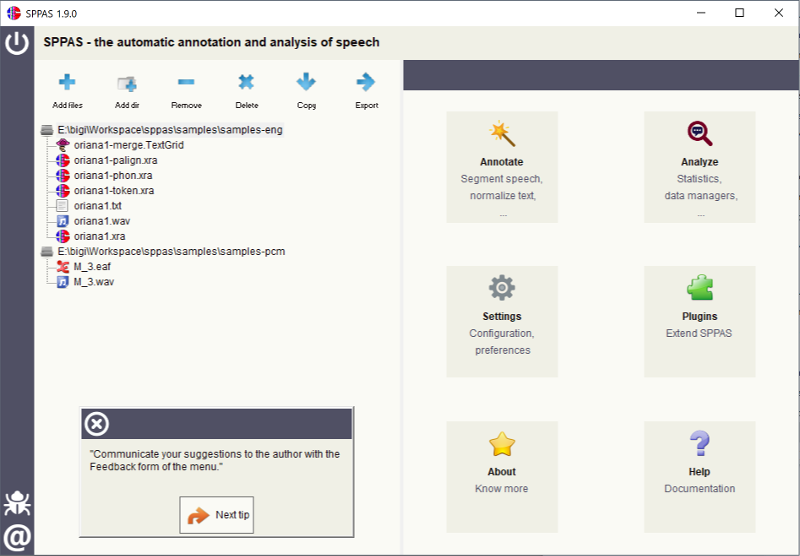 SPPAS 1.9.0
SPPAS - the automatic annotation and analysis of speech
Add files
Add dir
Remove
Delete
Copy
Export
E:\bigi\Workspace\sppas\samples\samples-eng
oriana1-merge.TextGrid
oriana1-palign.xra
oriana1-phon.xra
oriana1-token.xra
oriana1.txt
oriana1.wav
oriana1.xra
E:\bigi\Workspace\sppas\samples\samples-pcm
M_3.eaf
M_3.wav
"Communicate your suggestions to the author with the
Feedback form of the menu."
Next tip
Annotate
Segment speech,
normalize text,
...
Analyze
Statistics,
data managers,
...
Settings
Configuration,
preferences
Plugins
Extend SPPAS
About
Know more
Help
Documentation
@